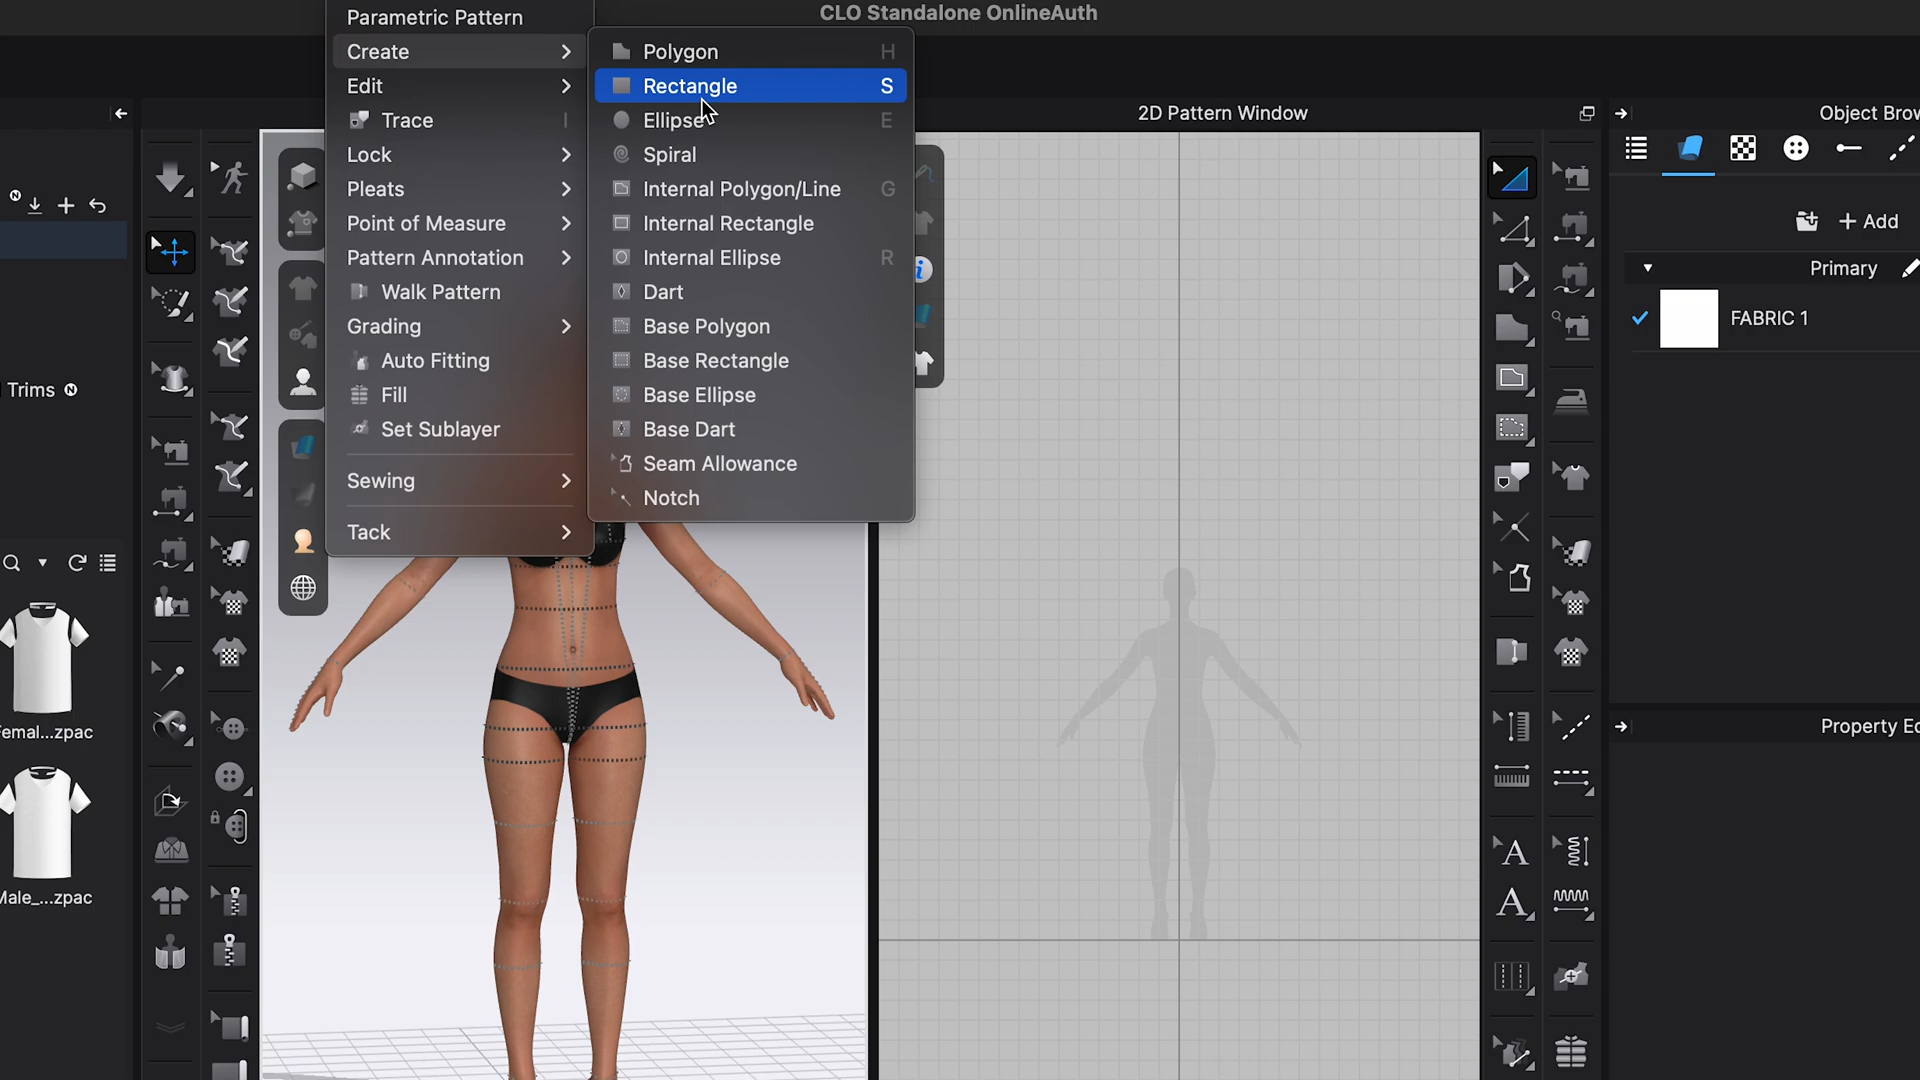 CLO Standalone OnlineAuth
Parametric Pattern
Create
Edit
Trace I
Lock
Pleats
Point of Measure
Pattern Annotation
Walk Pattern
Grading
Auto Fitting
Fill
Set Sublayer
Sewing
Tack
Polygon H
Rectangle S
Ellipse E
Spiral
Internal Polygon/Line G
Internal Rectangle
Internal Ellipse R
Dart
Base Polygon
Base Rectangle
Base Ellipse
Base Dart
Seam Allowance
Notch
Trims N
emal...zpac
Male_...zpac
2D Pattern Window
Object Brow
+ Add
Primary
FABRIC 1
Property Ec